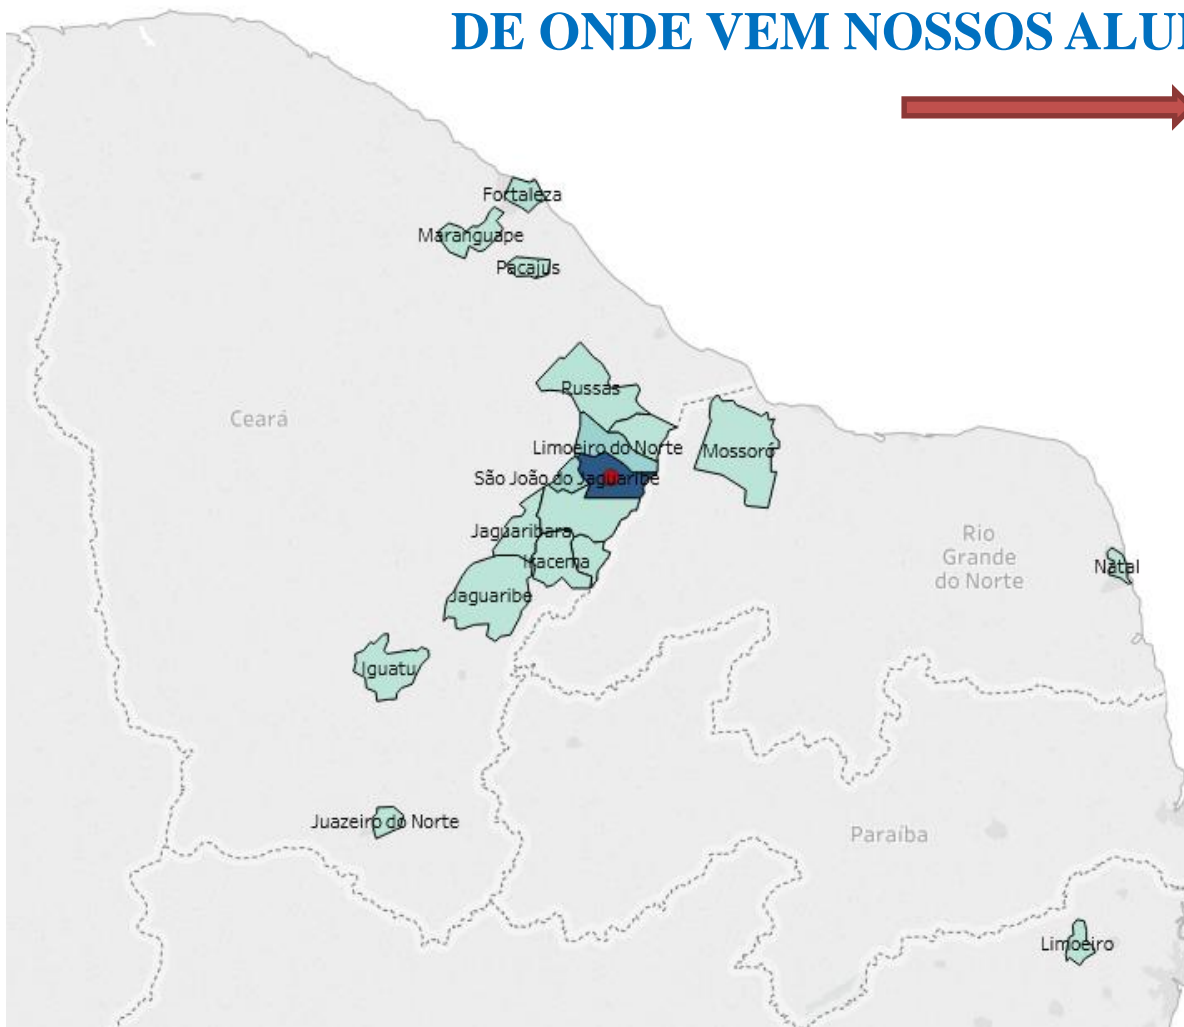 DE ONDE VEM NOSSOS ALU
Fortaleza
Maranguape
Pacajus
Russas
Ceará
Limoeiro do Norte
Mossoró
São João do Jaguaribe
Jaguaribara
Iracema
Rio
Grande
do Norte
Natal
Jaguaribe
Iguatu
Juazeiro do Norte
Paraíba
Limoeiro